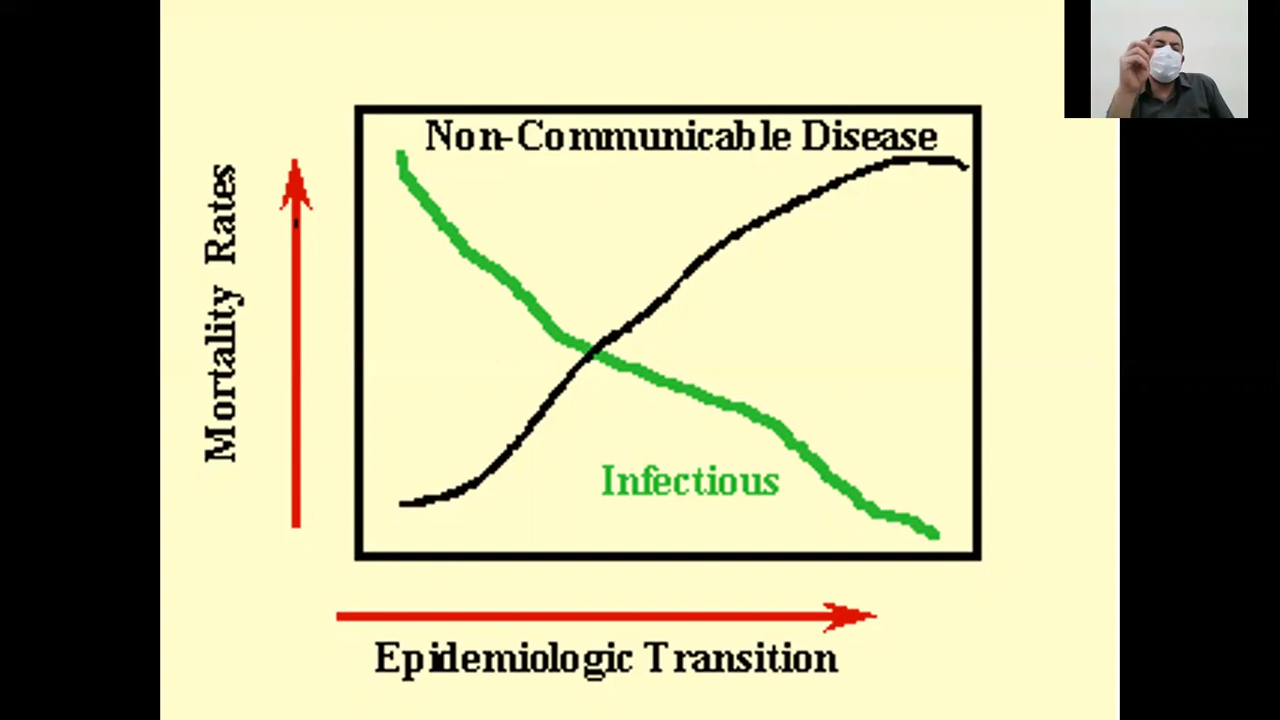 Non-Communicable Disease
Mortality Rates
Infectious
Epidemiologic Transition